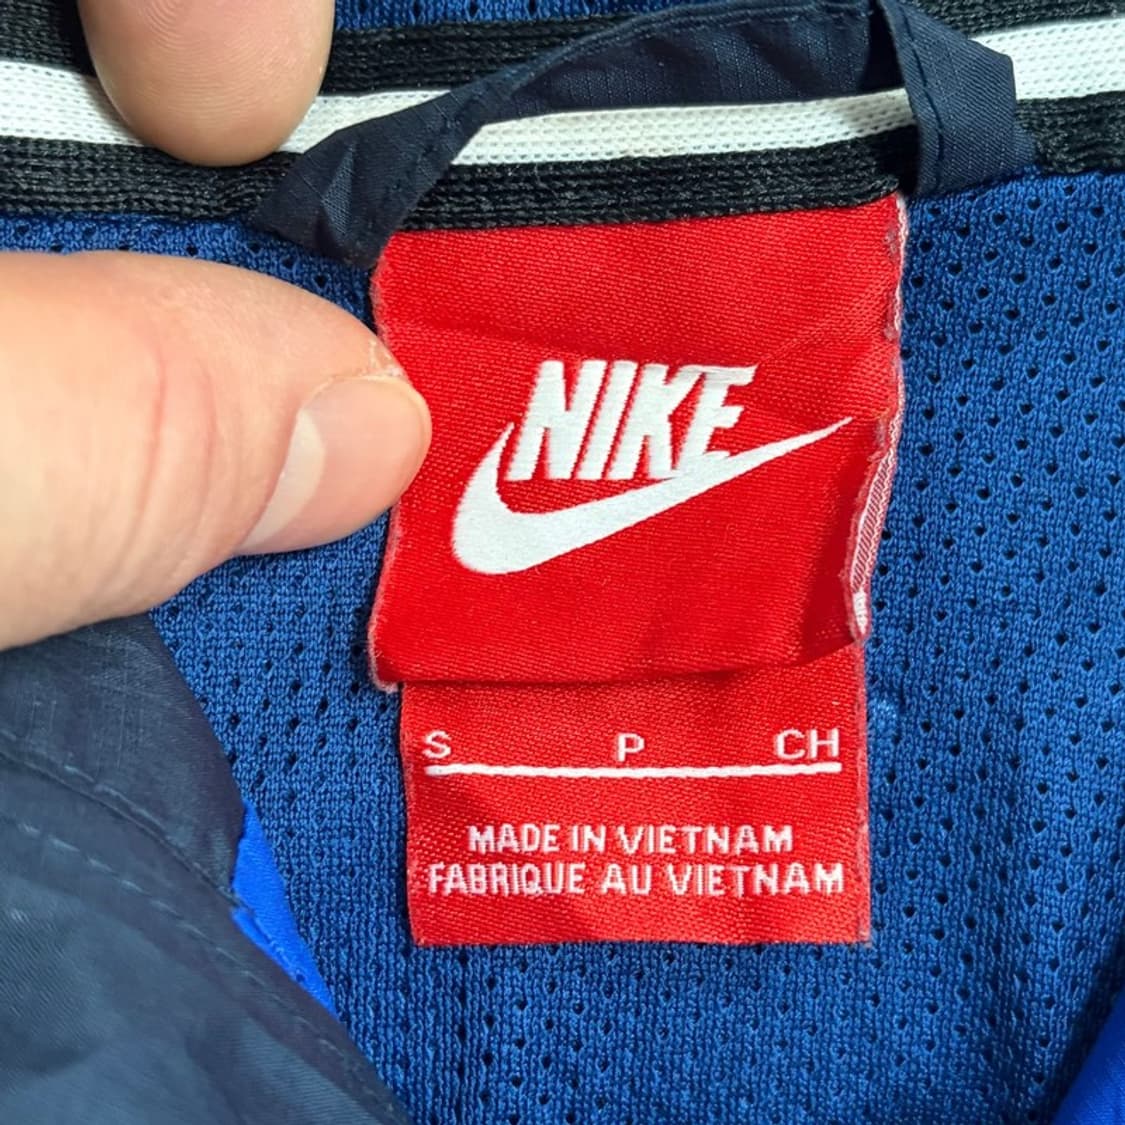 NIKE
S P CH
MADE IN VIETNAM
FABRIQUE AU VIETNAM